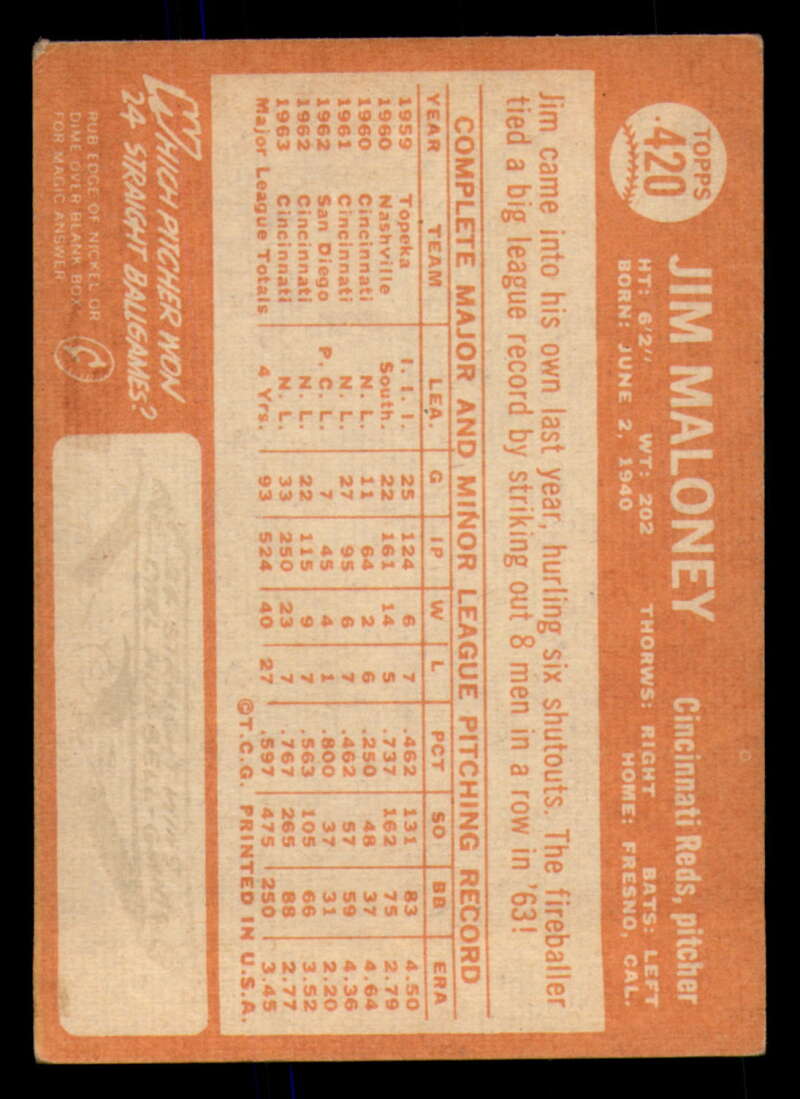 TOPPS
420
JIM MALONEY Cincinnati Reds, pitcher
HT: 6'2" WT: 202 THORWS: RIGHT BATS: LEFT
BORN: JUNE 2, 1940 HOME: FRESNO, CAL.
Jim came into his own last year, hurling six shutouts. The fireballer
tied a big league record by striking out 8 men in a row in '63!
COMPLETE MAJOR AND MINOR LEAGUE PITCHING RECORD
YEAR TEAM LEA. G IP W L PCT SO BB ERA
1959 Topeka I. I. I. 25 124 6 7 .462 131 83 4.50
1960 Nashville South. 22 161 14 5 .737 162 75 2.79
1960 Cincinnati N. L. 11 64 2 6 .250 48 37 4.64
1961 Cincinnati N. L. 27 95 6 7 .462 57 59 4.36
1962 San Diego P. C. L. 7 45 4 1 .800 37 31 2.20
1962 Cincinnati N. L. 22 115 9 7 .563 105 66 3.52
1963 Cincinnati N. L. 33 250 23 7 .767 265 88 2.77
Major League Totals 4 Yrs. 93 524 40 27 .597 475 250 3.45
©T.C.G. PRINTED IN U.S.A.
WHICH PITCHER WON
24 STRAIGHT BALLGAMES?
RUB EDGE OF NICKEL OR
DIME OVER BLANK BOX
FOR MAGIC ANSWER